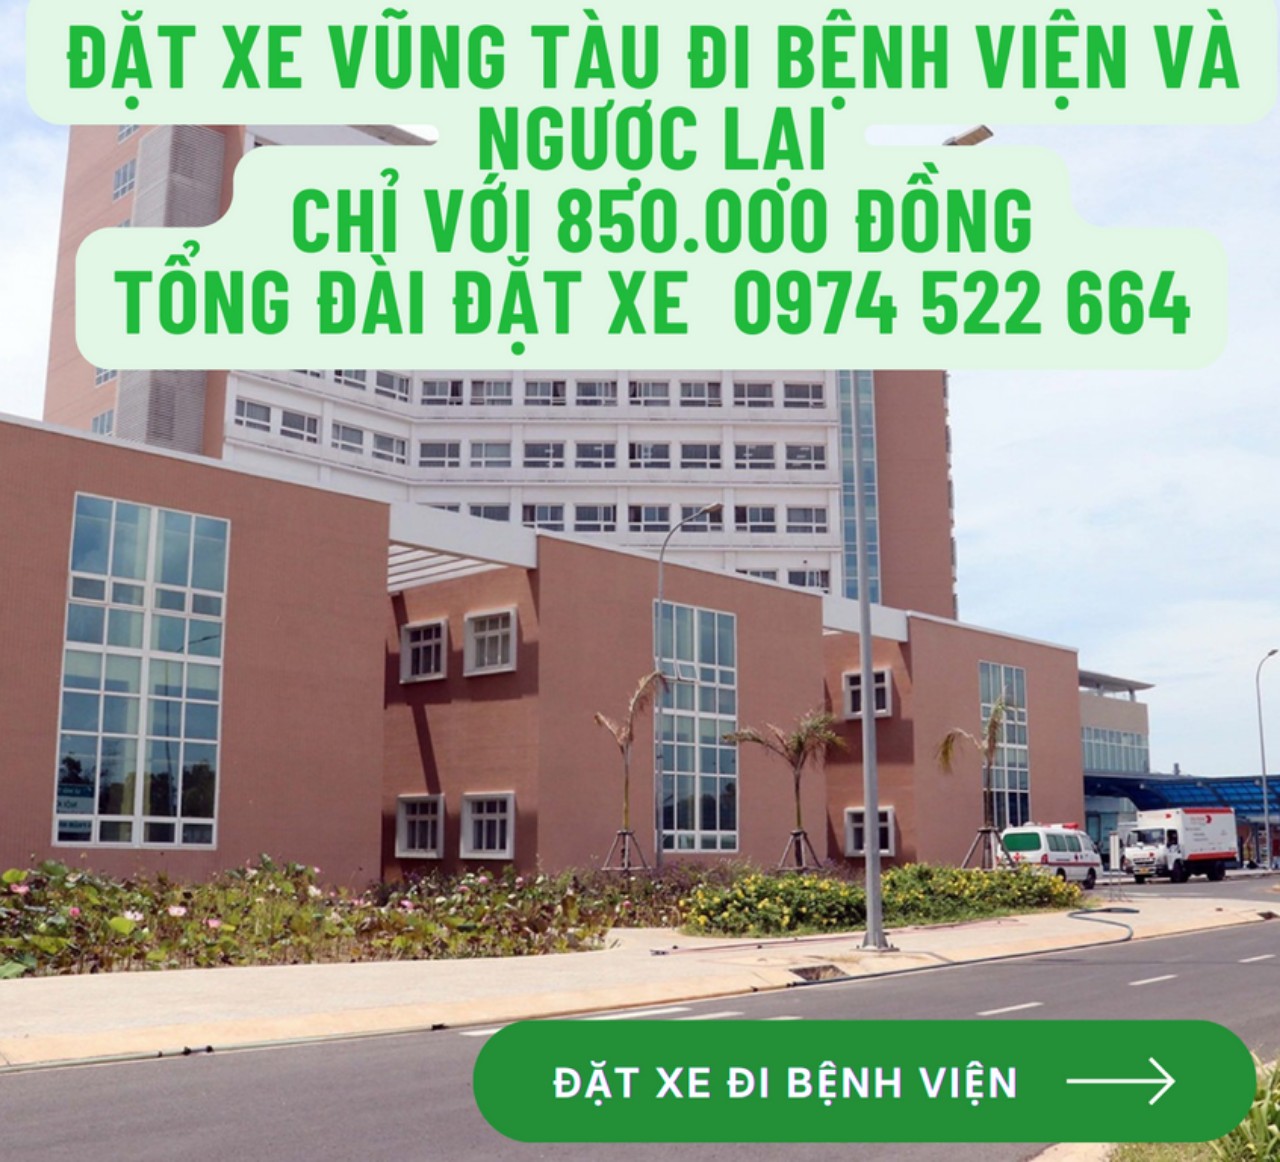 ĐẶT XE VŨNG TÀU ĐI BỆNH VIỆN VÀ
NGƯỢC LẠI
CHỈ VỚI 850.000 ĐỒNG
TỔNG ĐÀI ĐẶT XE 0974 522 664
ĐẶT XE ĐI BỆNH VIỆN